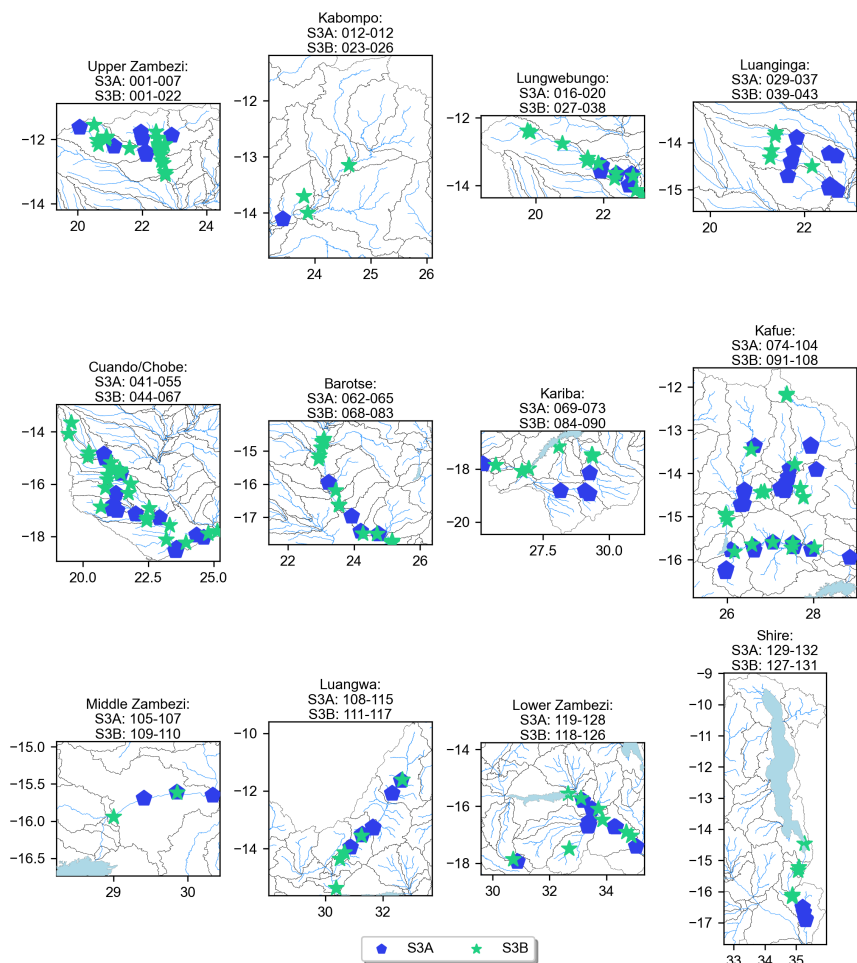 Upper Zambezi:
S3A: 001-007
S3B: 001-022
−12
−14
20
22
24
Kabompo:
S3A: 012-012
S3B: 023-026
−12
−13
−14
24
25
26
Lungwebungo:
S3A: 016-020
S3B: 027-038
−12
−14
20
22
Luanginga:
S3A: 029-037
S3B: 039-043
−14
−15
20
22
Cuando/Chobe:
S3A: 041-055
S3B: 044-067
−14
−16
−18
20.0
22.5
25.0
Barotse:
S3A: 062-065
S3B: 068-083
−15
−16
−17
22
24
26
Kariba:
S3A: 069-073
S3B: 084-090
−18
−20
27.5
30.0
Kafue:
S3A: 074-104
S3B: 091-108
−12
−13
−14
−15
−16
26
28
Middle Zambezi:
S3A: 105-107
S3B: 109-110
−15.0
−15.5
−16.0
−16.5
29
30
Luangwa:
S3A: 108-115
S3B: 111-117
−10
−12
−14
30
32
Lower Zambezi:
S3A: 119-128
S3B: 118-126
−14
−16
−18
30
32
34
Shire:
S3A: 129-132
S3B: 127-131
−9
−10
−11
−12
−13
−14
−15
−16
−17
33
34
35
S3A
S3B